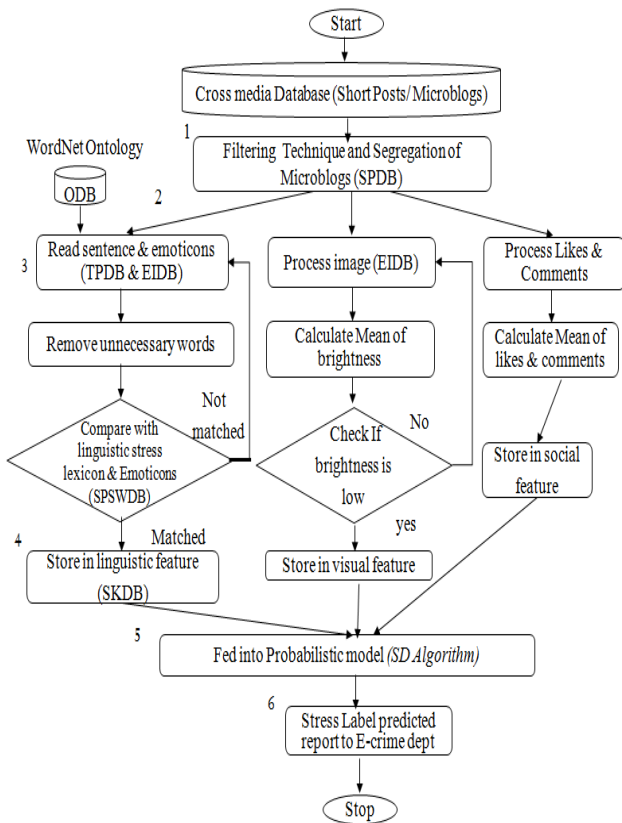 Start
Cross media Database (Short Posts/ Microblogs)
1
Filtering Technique and Segregation of
Microblogs (SPDB)
WordNet Ontology
ODB
2
3
Read sentence & emoticons
(TPDB & EIDB)
Process image (EIDB)
Process Likes &
Comments
Remove unnecessary words
Calculate Mean of
brightness
Calculate Mean of
likes & comments
Not
matched
No
Compare with
linguistic stress
lexicon & Emoticons
(SPSWDB)
Check If
brightness is
low
Store in social
feature
4
Matched
yes
Store in linguistic feature
(SKDB)
Store in visual feature
5
Fed into Probabilistic model (SD Algorithm)
6
Stress Label predicted
report to E-crime dept
Stop